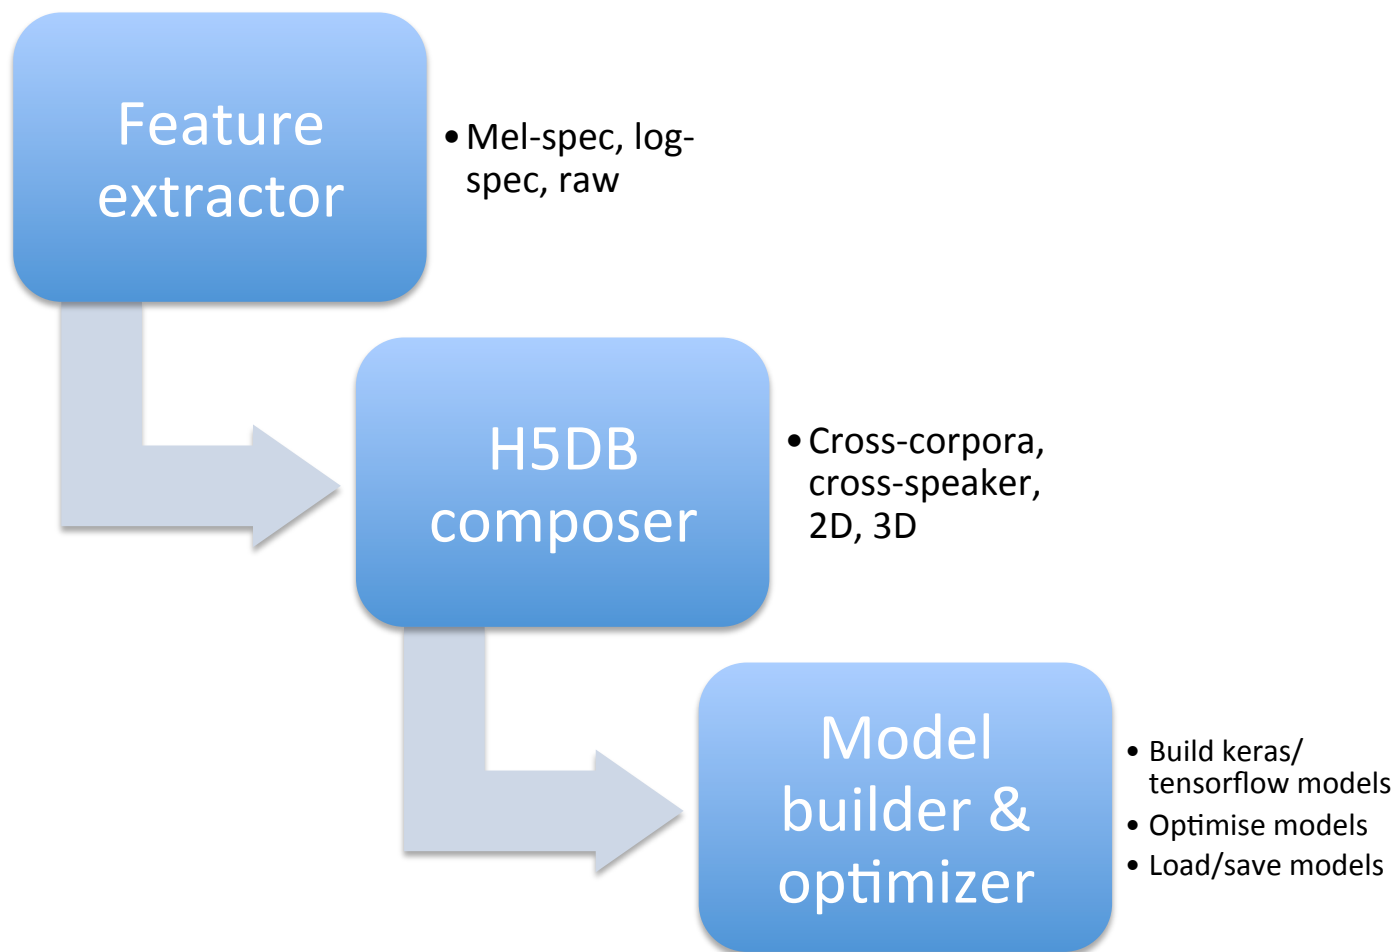 Feature
extractor
• Mel-spec, log-
spec, raw
H5DB
composer
• Cross-corpora,
cross-speaker,
2D, 3D
Model
builder &
optimizer
• Build keras/
tensorflow models
• Optimise models
• Load/save models